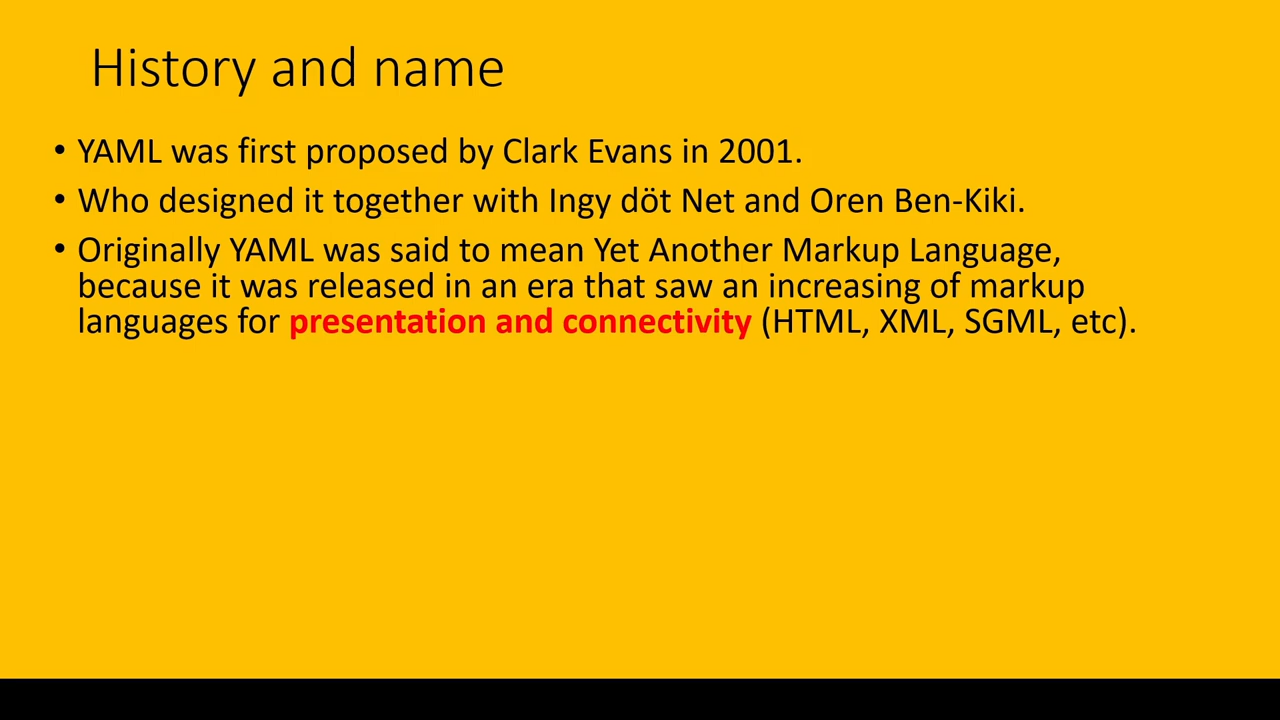 History and name
• YAML was first proposed by Clark Evans in 2001.
• Who designed it together with Ingy döt Net and Oren Ben-Kiki.
• Originally YAML was said to mean Yet Another Markup Language,
because it was released in an era that saw an increasing of markup
languages for presentation and connectivity (HTML, XML, SGML, etc).